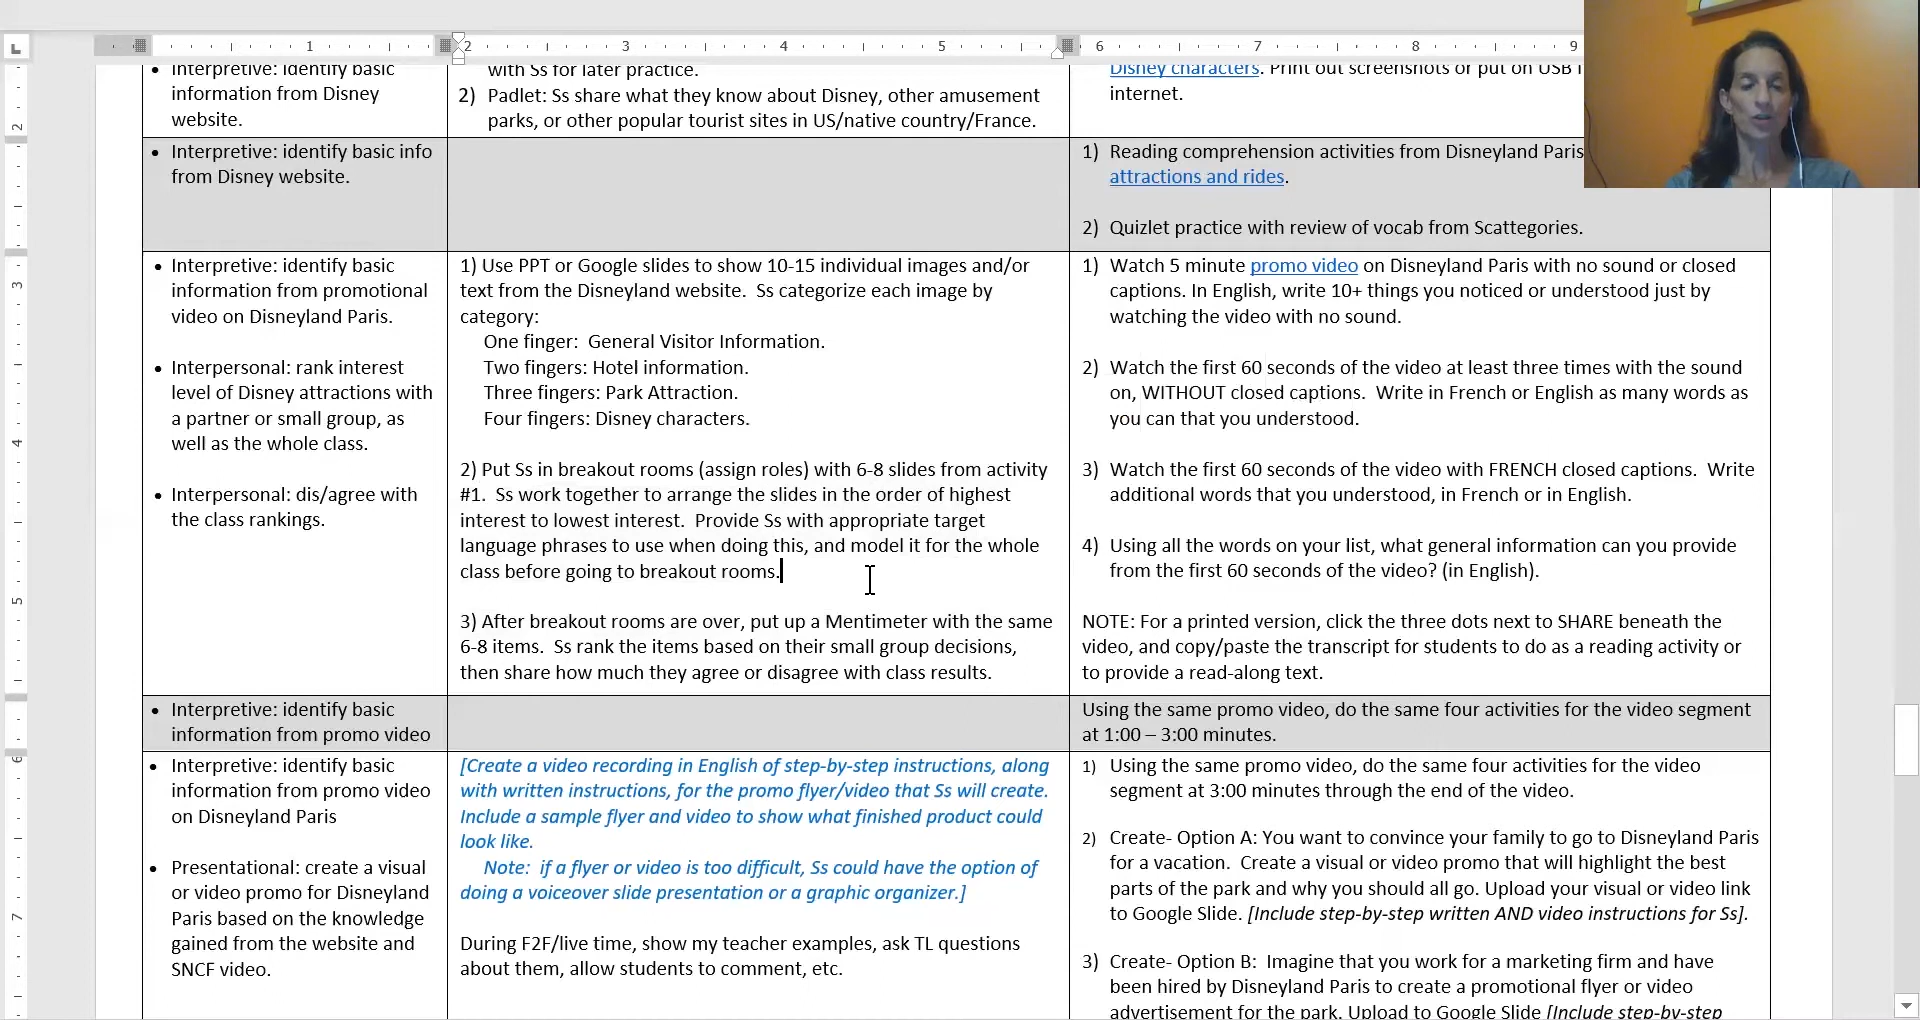 1 2 3 4 5 6 7 8 9
Interpretive: identify basic
information from Disney
website.
with Ss for later practice.
2) Padlet: Ss share what they know about Disney, other amusement
parks, or other popular tourist sites in US/native country/France.
Disney characters. Print out screenshots or put on USB
internet.
• Interpretive: identify basic info
from Disney website.
1) Reading comprehension activities from Disneyland Paris
attractions and rides.
2) Quizlet practice with review of vocab from Scattegories.
• Interpretive: identify basic
information from promotional
video on Disneyland Paris.
• Interpersonal: rank interest
level of Disney attractions with
a partner or small group, as
well as the whole class.
• Interpersonal: dis/agree with
the class rankings.
1) Use PPT or Google slides to show 10-15 individual images and/or
text from the Disneyland website.  Ss categorize each image by
category:
One finger:  General Visitor Information.
Two fingers: Hotel information.
Three fingers: Park Attraction.
Four fingers: Disney characters.
2) Put Ss in breakout rooms (assign roles) with 6-8 slides from activity
#1.  Ss work together to arrange the slides in the order of highest
interest to lowest interest.  Provide Ss with appropriate target
language phrases to use when doing this, and model it for the whole
class before going to breakout rooms.
3) After breakout rooms are over, put up a Mentimeter with the same
6-8 items.  Ss rank the items based on their small group decisions,
then share how much they agree or disagree with class results.
1) Watch 5 minute promo video on Disneyland Paris with no sound or closed
captions. In English, write 10+ things you noticed or understood just by
watching the video with no sound.
2) Watch the first 60 seconds of the video at least three times with the sound
on, WITHOUT closed captions.  Write in French or English as many words as
you can that you understood.
3) Watch the first 60 seconds of the video with FRENCH closed captions.  Write
additional words that you understood, in French or in English.
4) Using all the words on your list, what general information can you provide
from the first 60 seconds of the video? (in English).
NOTE: For a printed version, click the three dots next to SHARE beneath the
video, and copy/paste the transcript for students to do as a reading activity or
to provide a read-along text.
• Interpretive: identify basic
information from promo video
Using the same promo video, do the same four activities for the video segment
at 1:00 – 3:00 minutes.
• Interpretive: identify basic
information from promo video
on Disneyland Paris
• Presentational: create a visual
or video promo for Disneyland
Paris based on the knowledge
gained from the website and
SNCF video.
[Create a video recording in English of step-by-step instructions, along
with written instructions, for the promo flyer/video that Ss will create.
Include a sample flyer and video to show what finished product could
look like.
Note:  if a flyer or video is too difficult, Ss could have the option of
doing a voiceover slide presentation or a graphic organizer.]
During F2F/live time, show my teacher examples, ask TL questions
about them, allow students to comment, etc.
1) Using the same promo video, do the same four activities for the video
segment at 3:00 minutes through the end of the video.
2) Create- Option A: You want to convince your family to go to Disneyland Paris
for a vacation.  Create a visual or video promo that will highlight the best
parts of the park and why you should all go. Upload your visual or video link
to Google Slide. [Include step-by-step written AND video instructions for Ss].
3) Create- Option B:  Imagine that you work for a marketing firm and have
been hired by Disneyland Paris to create a promotional flyer or video
advertisement for the park. Upload to Google Slide [Include step-by-step
2 3 4 5 6 7